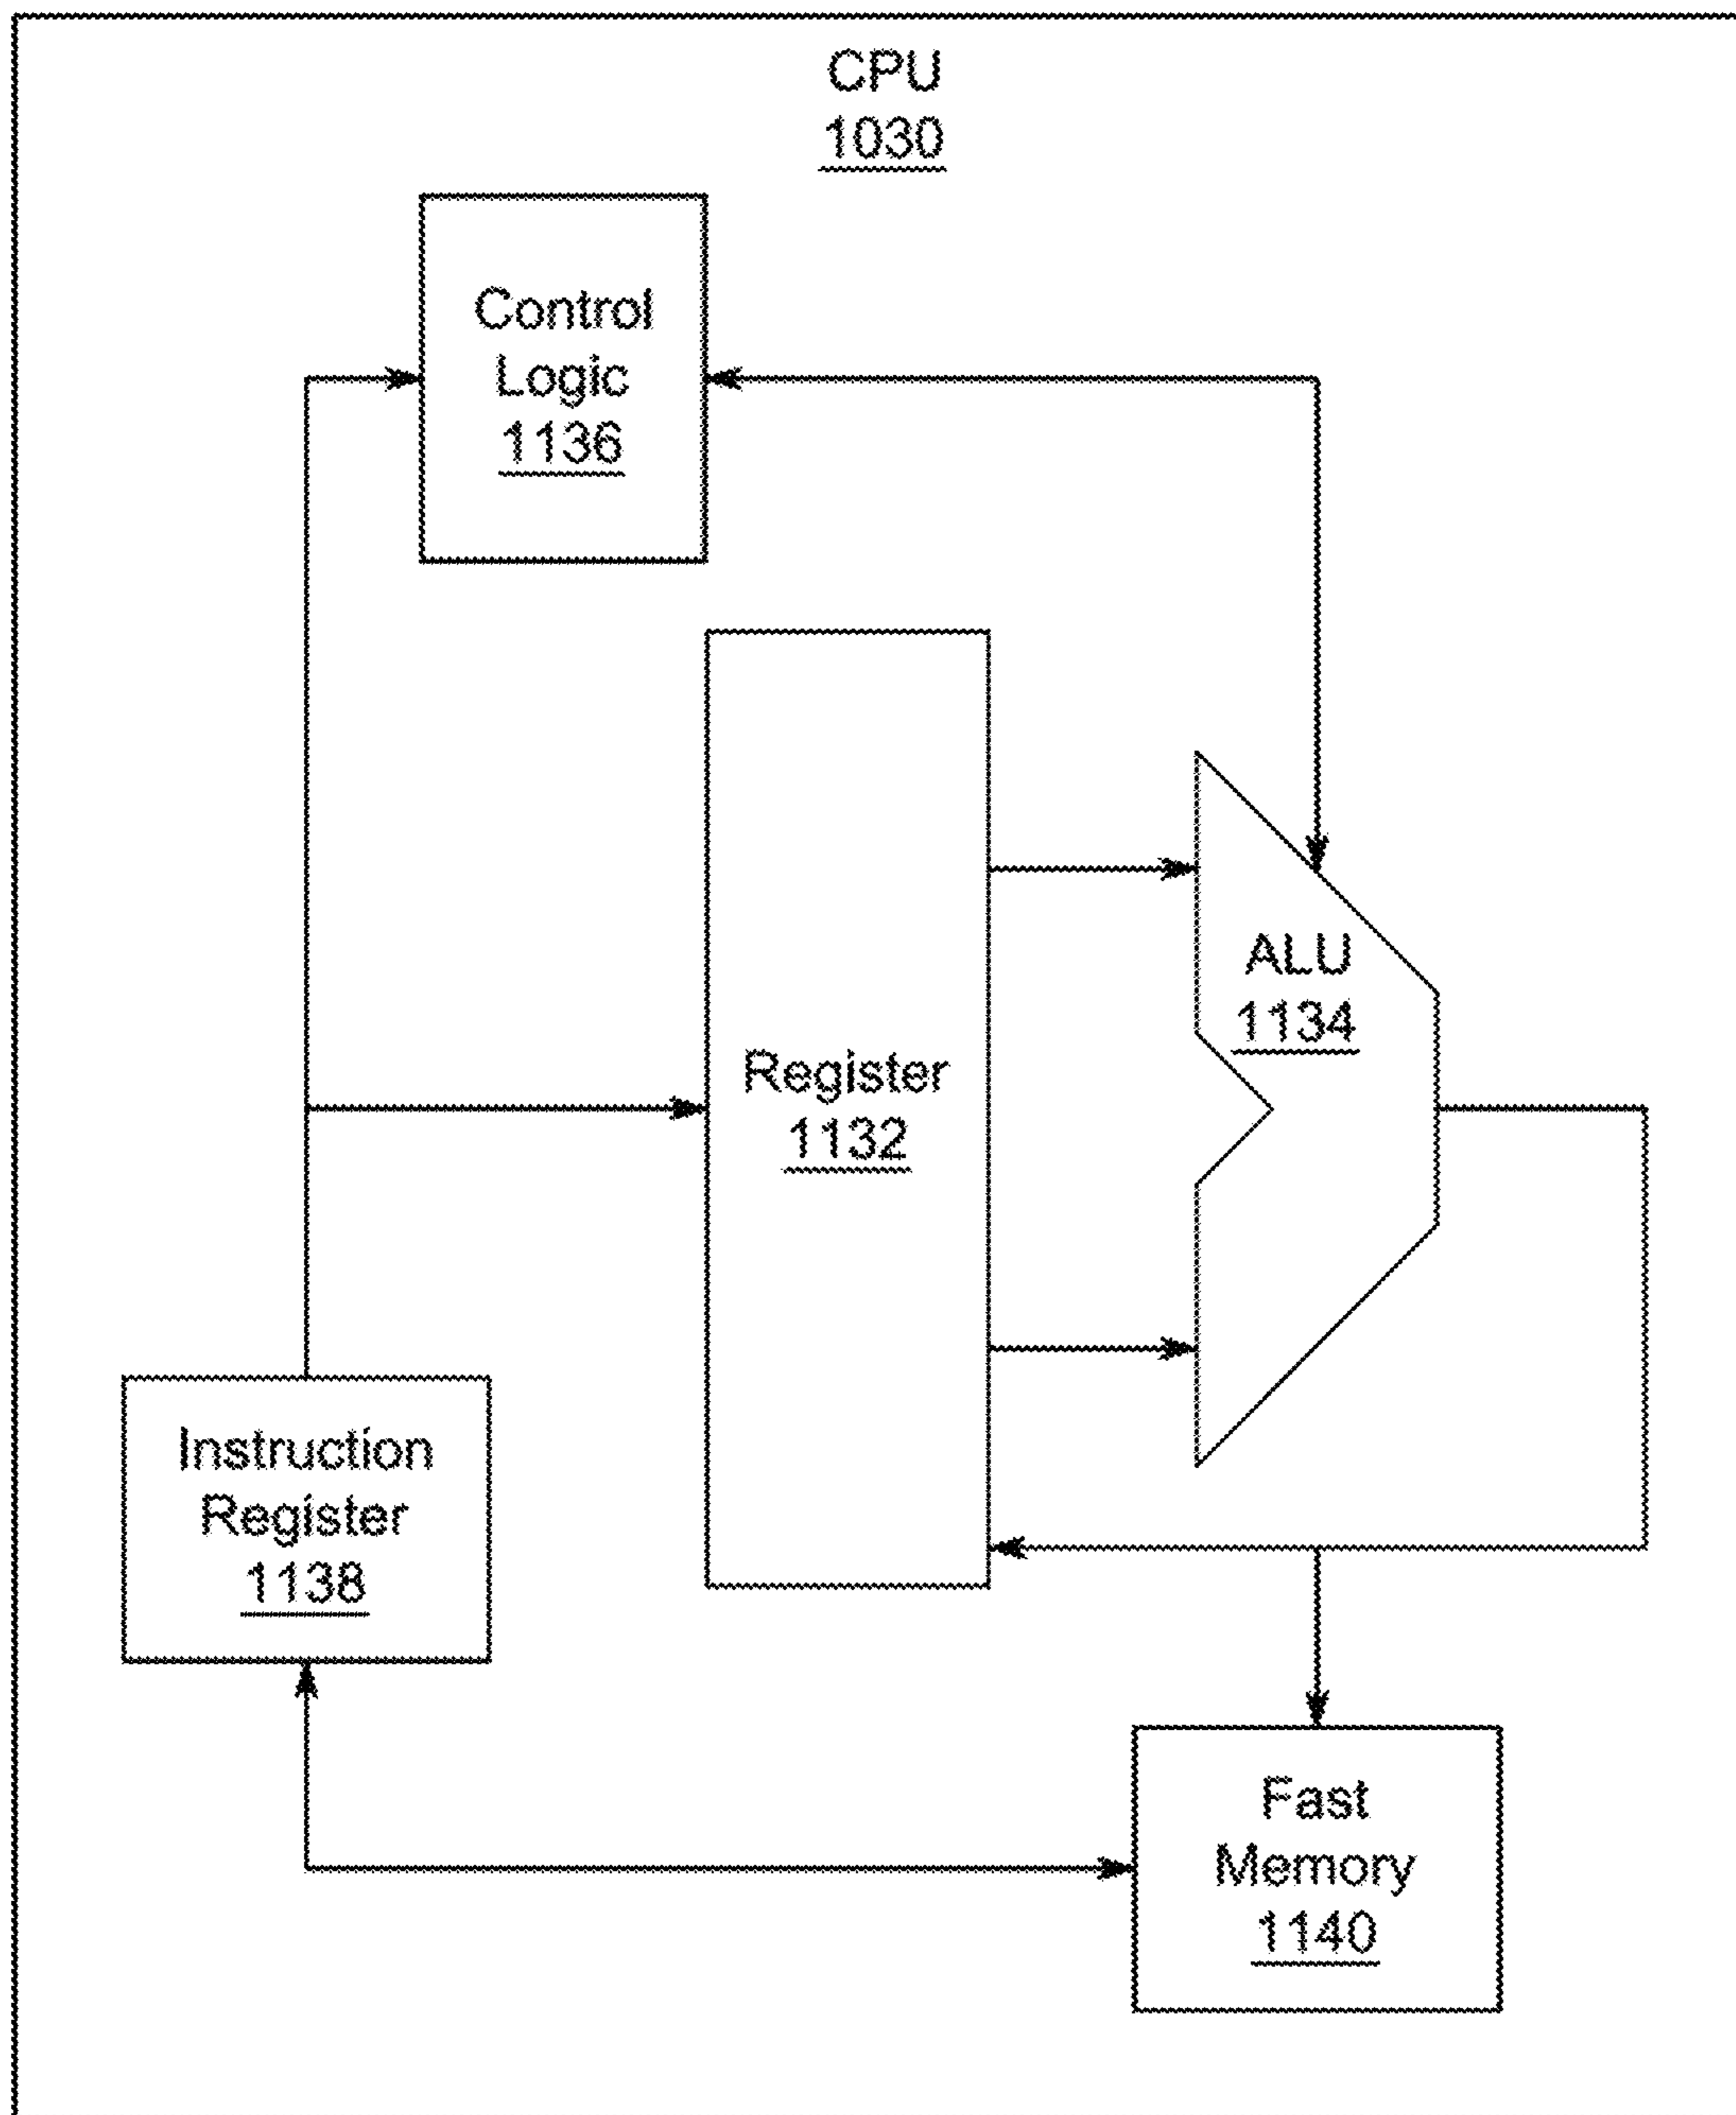 CPU
1030
Control
Logic
1136
Register
1132
ALU
1134
Instruction
Register
1138
Fast
Memory
1140